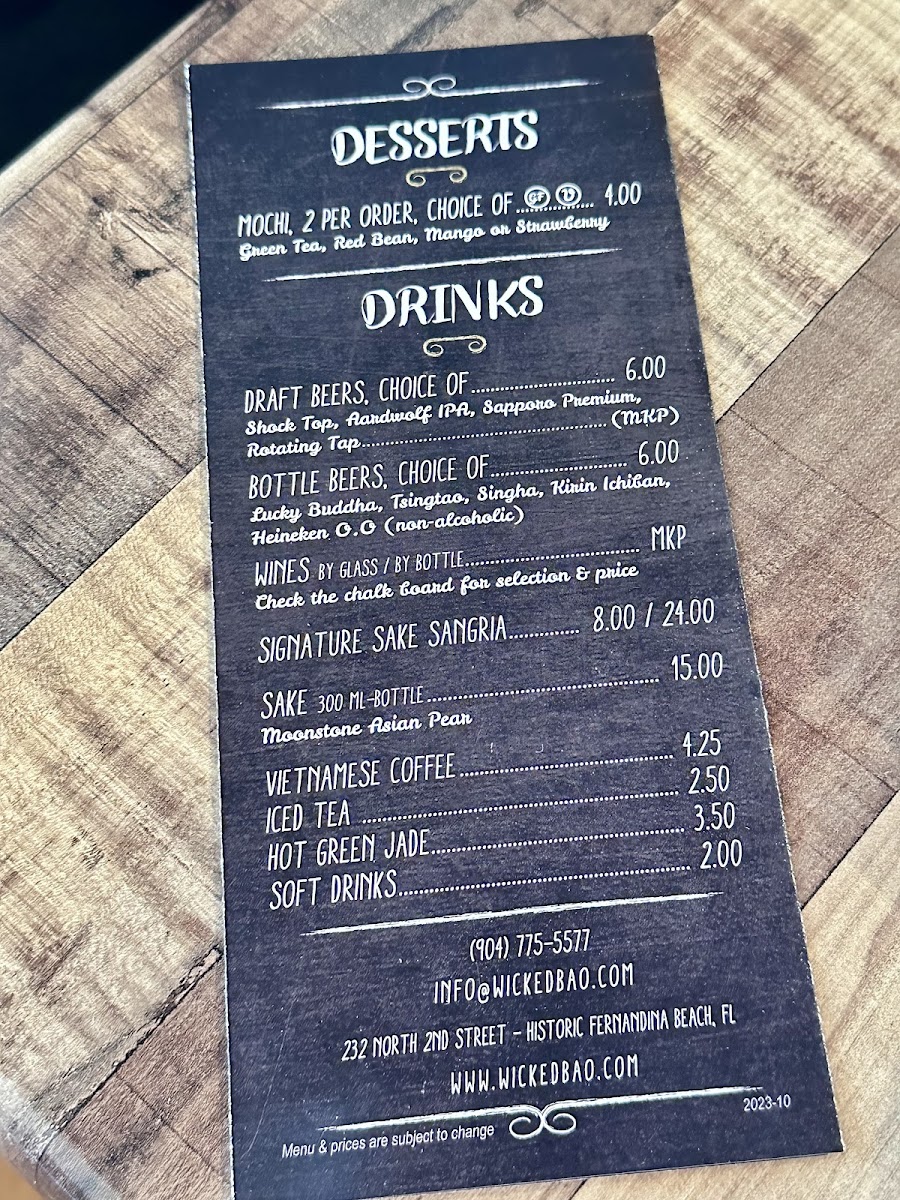 DESSERTS
MOCHI, 2 PER ORDER, CHOICE OF GF V 4.00
Green Tea, Red Bean, Mango or Strawberry
DRINKS
DRAFT BEERS, CHOICE OF 6.00
Shock Top, Aardwolf IPA, Sapporo Premium,
Rotating Tap (MKP)
BOTTLE BEERS, CHOICE OF 6.00
Lucky Buddha, Tsingtao, Singha, Kirin Ichiban,
Heineken O.O (non-alcoholic)
WINES BY GLASS / BY BOTTLE MKP
Check the chalk board for selection & price
SIGNATURE SAKE SANGRIA 8.00 / 24.00
SAKE 300 ML-BOTTLE 15.00
Moonstone Asian Pear
VIETNAMESE COFFEE 4.25
ICED TEA 2.50
HOT GREEN JADE 3.50
SOFT DRINKS 2.00
(904) 775-5577
INFO@WICKEDBAO.COM
232 NORTH 2ND STREET - HISTORIC FERNANDINA BEACH, FL
WWW.WICKEDBAO.COM
Menu & prices are subject to change 2023-10